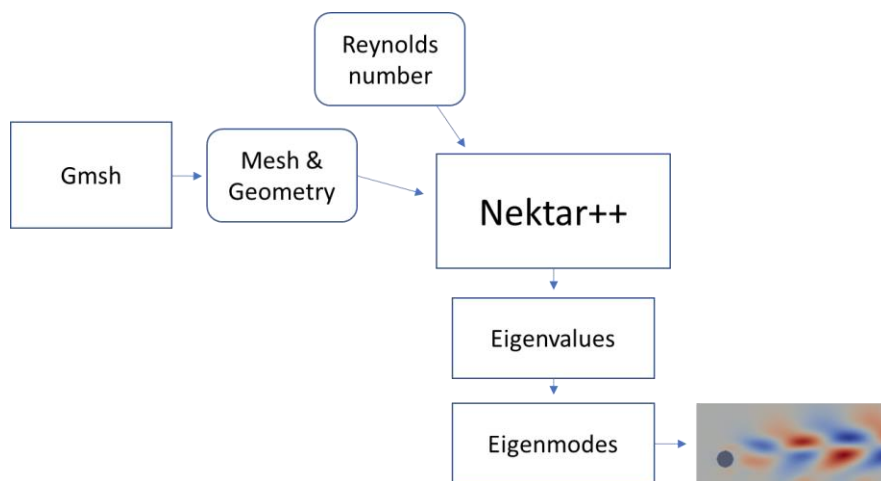 Reynolds
number
Gmsh
Mesh &
Geometry
Nektar++
Eigenvalues
Eigenmodes